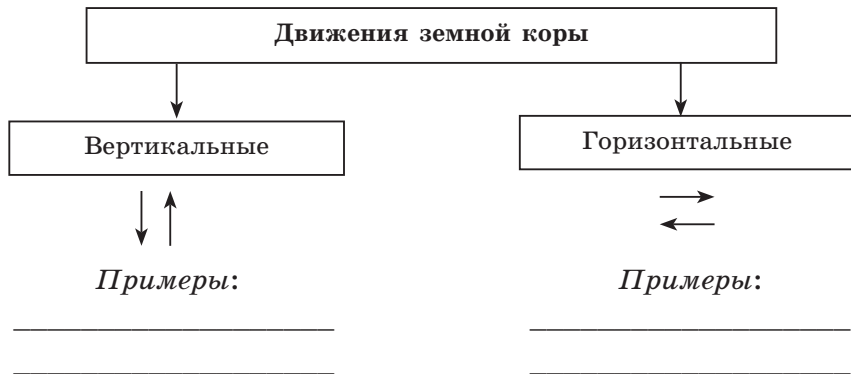 Движения земной коры
Вертикальные
Горизонтальные
Примеры:
Примеры: